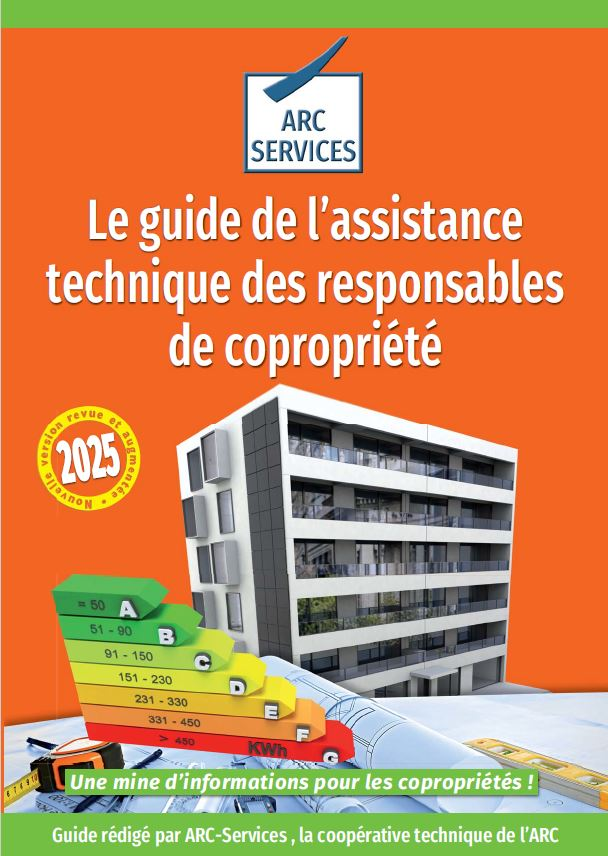 ARC
SERVICES
Le guide de l’assistance
technique des responsables
de copropriété
Nouvelle version revue et augmentée •
2025
= 50 A
51 - 90 B
91 - 150 C
151 - 230 D
231 - 330 E
331 - 450 F
> 450 KWh G
Une mine d’informations pour les copropriétés !
Guide rédigé par ARC-Services , la coopérative technique de l’ARC